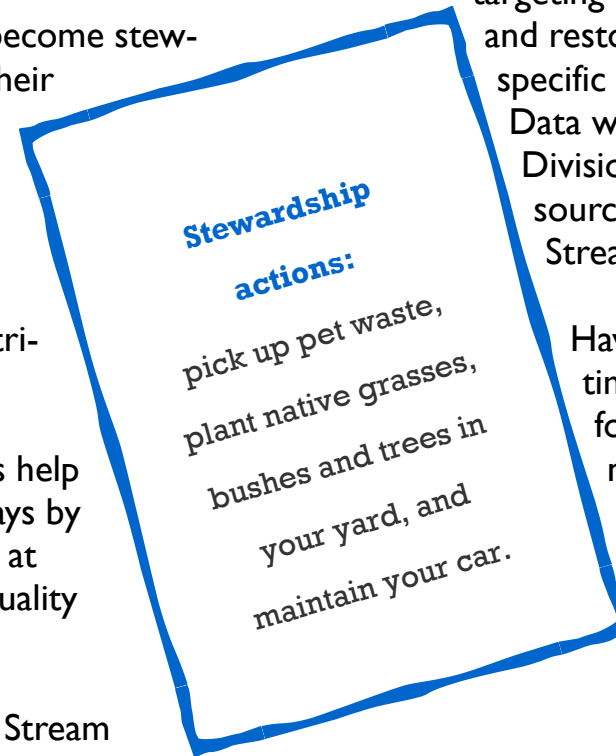 ecome stew-
heir
tri-
s help
ays by
at
uality
Stream
Stewardship
actions:
pick up pet waste,
plant native grasses,
bushes and trees in
your yard, and
maintain your car.
targeting
and resto
specific
Data w
Divisio
sourc
Strea
Hav
tin
fo